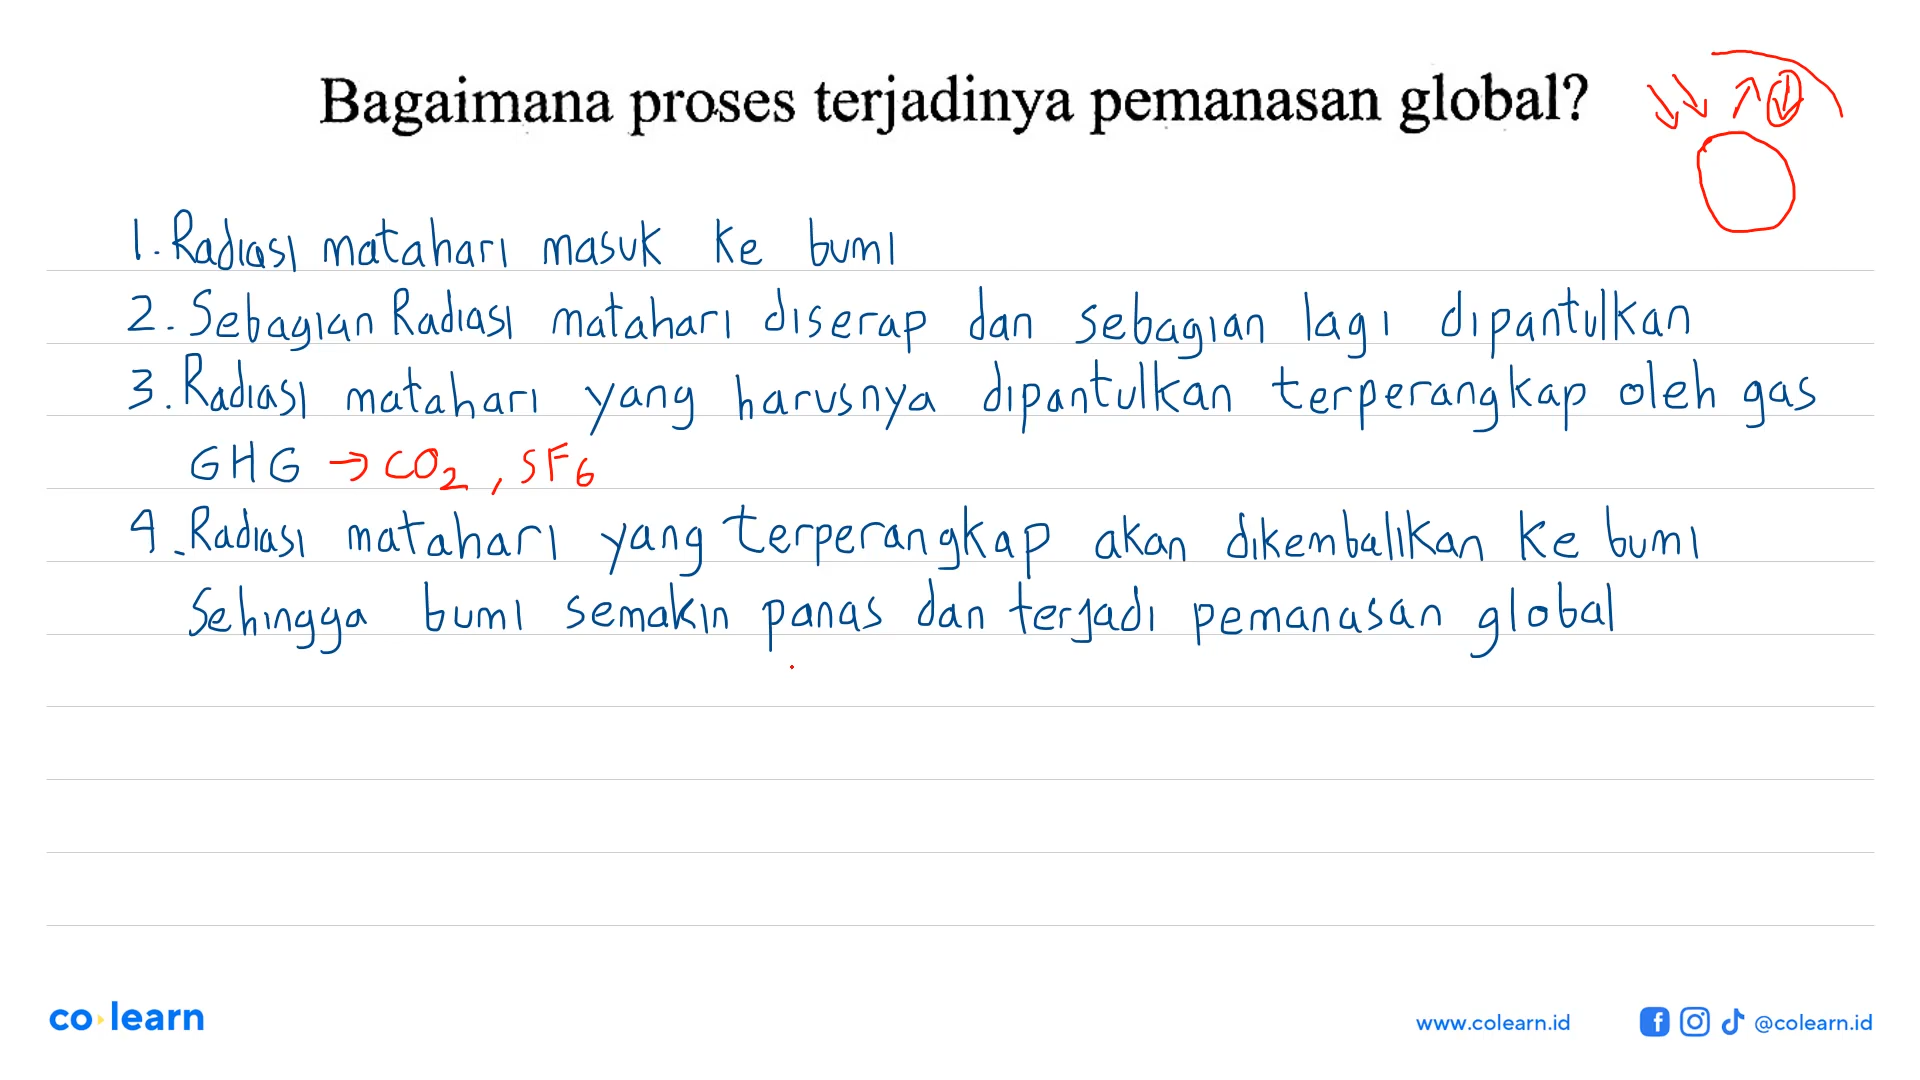 Bagaimana proses terjadinya pemanasan global?
1. Radiasi matahari masuk ke bumi
2. Sebagian Radiasi matahari diserap dan sebagian lagi dipantulkan
3. Radiasi matahari yang harusnya dipantulkan terperangkap oleh gas
GHG → CO2, SF6
4. Radiasi matahari yang terperangkap akan dikembalikan ke bumi
Sehingga bumi semakin panas dan terjadi pemanasan global
co learn
www.colearn.id
@colearn.id